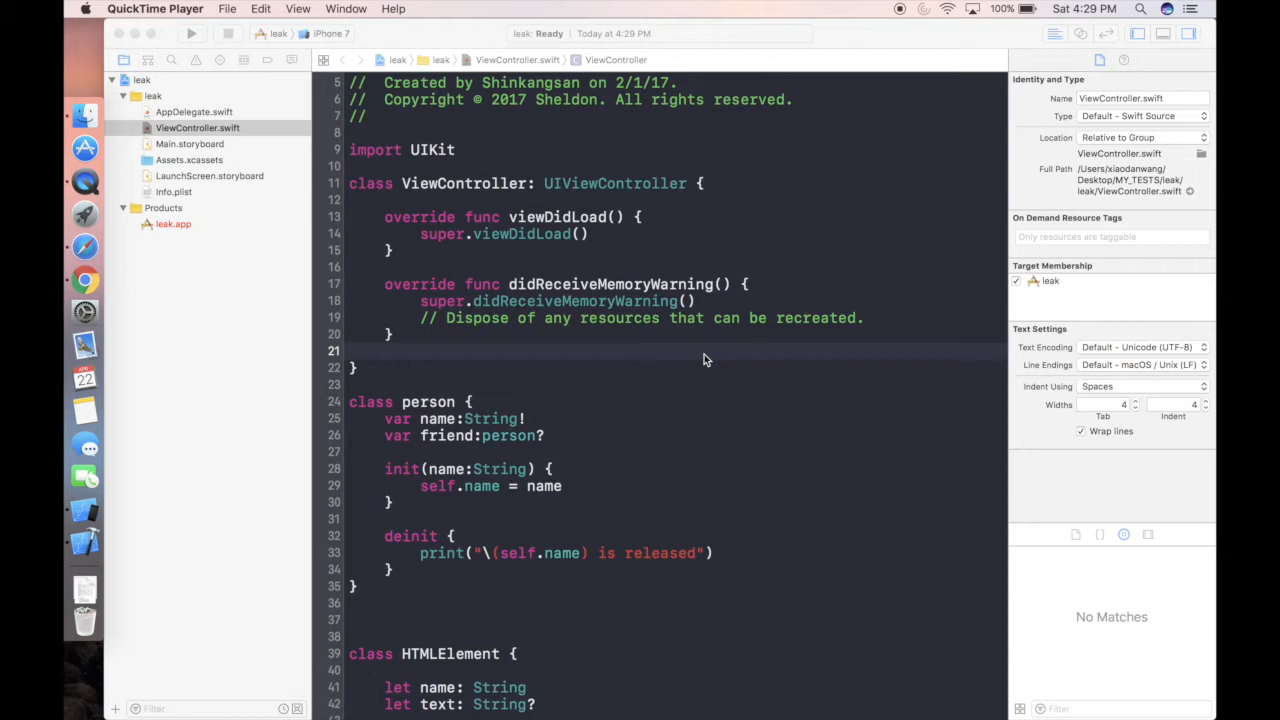 QuickTime Player File Edit View Window Help
100% Sat 4:29 PM
leak iPhone 7
leak: Ready Today at 4:29 PM
leak leak ViewController.swift ViewController
leak
leak
AppDelegate.swift
ViewController.swift
Main.storyboard
Assets.xcassets
LaunchScreen.storyboard
Info.plist
Products
leak.app
Filter
APR
22
5 // Created by Shinkangsan on 2/1/17.
6 // Copyright © 2017 Sheldon. All rights reserved.
7 //
8
9 import UIKit
10
11 class ViewController: UIViewController {
12
13 override func viewDidLoad() {
14 super.viewDidLoad()
15 }
16
17 override func didReceiveMemoryWarning() {
18 super.didReceiveMemoryWarning()
19 // Dispose of any resources that can be recreated.
20 }
21
22 }
23
24 class person {
25 var name:String!
26 var friend:person?
27
28 init(name:String) {
29 self.name = name
30 }
31
32 deinit {
33 print("\(self.name) is released")
34 }
35 }
36
37
38
39 class HTMLElement {
40
41 let name: String
42 let text: String?
Identity and Type
Name ViewController.swift
Type Default - Swift Source
Location Relative to Group
ViewController.swift
Full Path /Users/xiaodanwang/
Desktop/MY_TESTS/leak/
leak/ViewController.swift
On Demand Resource Tags
Only resources are taggable
Target Membership
leak
Text Settings
Text Encoding Default - Unicode (UTF-8)
Line Endings Default - macOS / Unix (LF)
Indent Using Spaces
Widths 4 4
Tab Indent
Wrap lines
No Matches
Filter